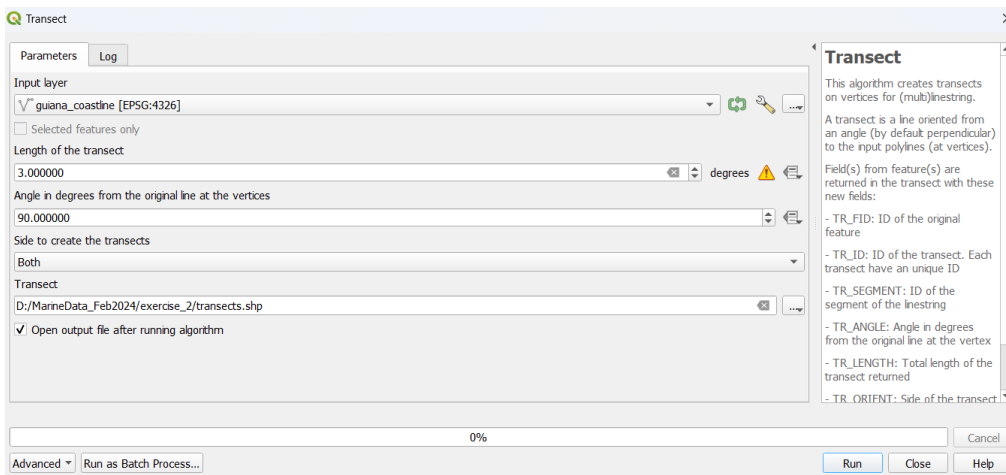 Transect
Parameters
Log
Input layer
guiana_coastline [EPSG:4326]
...
Selected features only
Length of the transect
3.000000
degrees
Angle in degrees from the original line at the vertices
90.000000
Side to create the transects
Both
Transect
D:/MarineData_Feb2024/exercise_2/transects.shp
...
Open output file after running algorithm
0%
Cancel
Advanced
Run as Batch Process...
Run
Close
Help
Transect
This algorithm creates transects
on vertices for (multi)linestring.
A transect is a line oriented from
an angle (by default perpendicular)
to the input polylines (at vertices).
Field(s) from feature(s) are
returned in the transect with these
new fields:
- TR_FID: ID of the original
feature
- TR_ID: ID of the transect. Each
transect have an unique ID
- TR_SEGMENT: ID of the
segment of the linestring
- TR_ANGLE: Angle in degrees
from the original line at the vertex
- TR_LENGTH: Total length of the
transect returned
- TR_ORIENT: Side of the transect